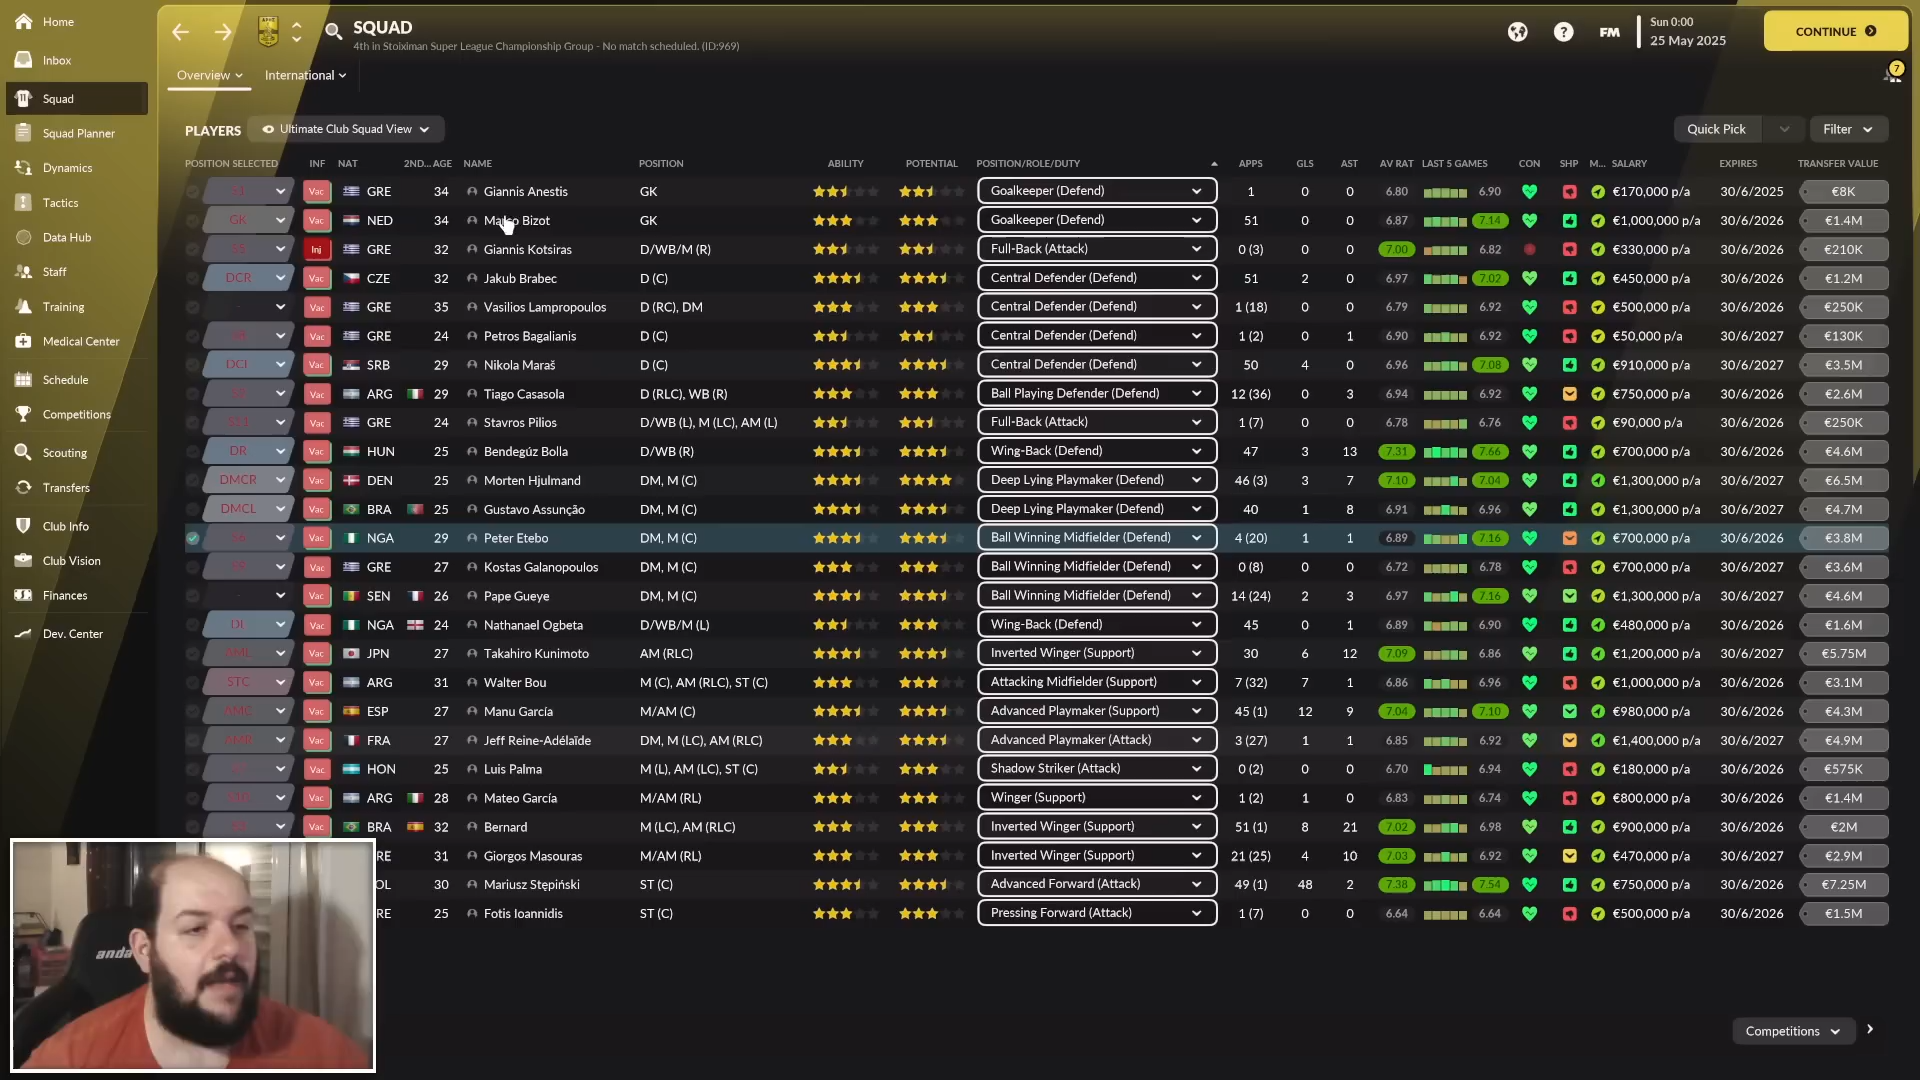 Home
Inbox
Squad
Squad Planner
Dynamics
Tactics
Data Hub
Staff
Training
Medical Center
Schedule
Competitions
Scouting
Transfers
Club Info
Club Vision
Finances
Dev. Center
SQUAD
4th in Stoiximan Super League Championship Group - No match scheduled. (ID:969)
FM
Sun 0:00
25 May 2025
CONTINUE
7
Overview
International
PLAYERS
Ultimate Club Squad View
Quick Pick
Filter
POSITION SELECTED INF NAT 2ND... AGE NAME POSITION ABILITY POTENTIAL POSITION/ROLE/DUTY APPS GLS AST AV RAT LAST 5 GAMES CON SHP M... SALARY EXPIRES TRANSFER VALUE
Vac GRE 34 Giannis Anestis GK Goalkeeper (Defend) 1 0 0 6.80 6.90 €170,000 p/a 30/6/2025 €8K
GK Vac NED 34 Marco Bizot GK Goalkeeper (Defend) 51 0 0 6.87 7.14 €1,000,000 p/a 30/6/2026 €1.4M
Inj GRE 32 Giannis Kotsiras D/WB/M (R) Full-Back (Attack) 0 (3) 0 0 7.00 6.82 €330,000 p/a 30/6/2026 €210K
DCR Vac CZE 32 Jakub Brabec D (C) Central Defender (Defend) 51 2 0 6.97 7.02 €450,000 p/a 30/6/2026 €1.2M
- Vac GRE 35 Vasilios Lampropoulos D (RC), DM Central Defender (Defend) 1 (18) 0 0 6.79 6.92 €500,000 p/a 30/6/2026 €250K
Vac GRE 24 Petros Bagalianis D (C) Central Defender (Defend) 1 (2) 0 1 6.90 6.92 €50,000 p/a 30/6/2027 €130K
DCL Vac SRB 29 Nikola Maraš D (C) Central Defender (Defend) 50 4 0 6.96 7.08 €910,000 p/a 30/6/2027 €3.5M
Vac ARG 29 Tiago Casasola D (RLC), WB (R) Ball Playing Defender (Defend) 12 (36) 0 3 6.94 6.92 €750,000 p/a 30/6/2026 €2.6M
Vac GRE 24 Stavros Pilios D/WB (L), M (LC), AM (L) Full-Back (Attack) 1 (7) 0 0 6.78 6.76 €90,000 p/a 30/6/2027 €250K
DR Vac HUN 25 Bendegúz Bolla D/WB (R) Wing-Back (Defend) 47 3 13 7.31 7.66 €700,000 p/a 30/6/2026 €4.6M
DMCR Vac DEN 25 Morten Hjulmand DM, M (C) Deep Lying Playmaker (Defend) 46 (3) 3 7 7.10 7.04 €1,300,000 p/a 30/6/2026 €6.5M
DMCL Vac BRA 25 Gustavo Assunção DM, M (C) Deep Lying Playmaker (Defend) 40 1 8 6.91 6.96 €1,300,000 p/a 30/6/2026 €4.7M
Vac NGA 29 Peter Etebo DM, M (C) Ball Winning Midfielder (Defend) 4 (20) 1 1 6.89 7.16 €700,000 p/a 30/6/2026 €3.8M
Vac GRE 27 Kostas Galanopoulos DM, M (C) Ball Winning Midfielder (Defend) 0 (8) 0 0 6.72 6.78 €700,000 p/a 30/6/2027 €3.6M
- Vac SEN 26 Pape Gueye DM, M (C) Ball Winning Midfielder (Defend) 14 (24) 2 3 6.97 7.16 €1,300,000 p/a 30/6/2026 €4.6M
DL Vac NGA 24 Nathanael Ogbeta D/WB/M (L) Wing-Back (Defend) 45 0 1 6.89 6.90 €480,000 p/a 30/6/2026 €1.6M
AML Vac JPN 27 Takahiro Kunimoto AM (RLC) Inverted Winger (Support) 30 6 12 7.09 6.86 €1,200,000 p/a 30/6/2027 €5.75M
STC Vac ARG 31 Walter Bou M (C), AM (RLC), ST (C) Attacking Midfielder (Support) 7 (32) 7 1 6.86 6.96 €1,000,000 p/a 30/6/2026 €3.1M
AMC Vac ESP 27 Manu García M/AM (C) Advanced Playmaker (Support) 45 (1) 12 9 7.04 7.10 €980,000 p/a 30/6/2026 €4.3M
AMR Vac FRA 27 Jeff Reine-Adélaïde DM, M (LC), AM (RLC) Advanced Playmaker (Attack) 3 (27) 1 1 6.85 6.92 €1,400,000 p/a 30/6/2027 €4.9M
Vac HON 25 Luis Palma M (L), AM (LC), ST (C) Shadow Striker (Attack) 0 (2) 0 0 6.70 6.94 €180,000 p/a 30/6/2026 €575K
Vac ARG 28 Mateo García M/AM (RL) Winger (Support) 1 (2) 1 0 6.83 6.74 €800,000 p/a 30/6/2026 €1.4M
Vac BRA 32 Bernard M (LC), AM (RLC) Inverted Winger (Support) 51 (1) 8 21 7.02 6.98 €900,000 p/a 30/6/2026 €2M
RE 31 Giorgos Masouras M/AM (RL) Inverted Winger (Support) 21 (25) 4 10 7.03 6.92 €470,000 p/a 30/6/2027 €2.9M
OL 30 Mariusz Stępiński ST (C) Advanced Forward (Attack) 49 (1) 48 2 7.38 7.54 €750,000 p/a 30/6/2026 €7.25M
RE 25 Fotis Ioannidis ST (C) Pressing Forward (Attack) 1 (7) 0 0 6.64 6.64 €500,000 p/a 30/6/2026 €1.5M
anda
Competitions